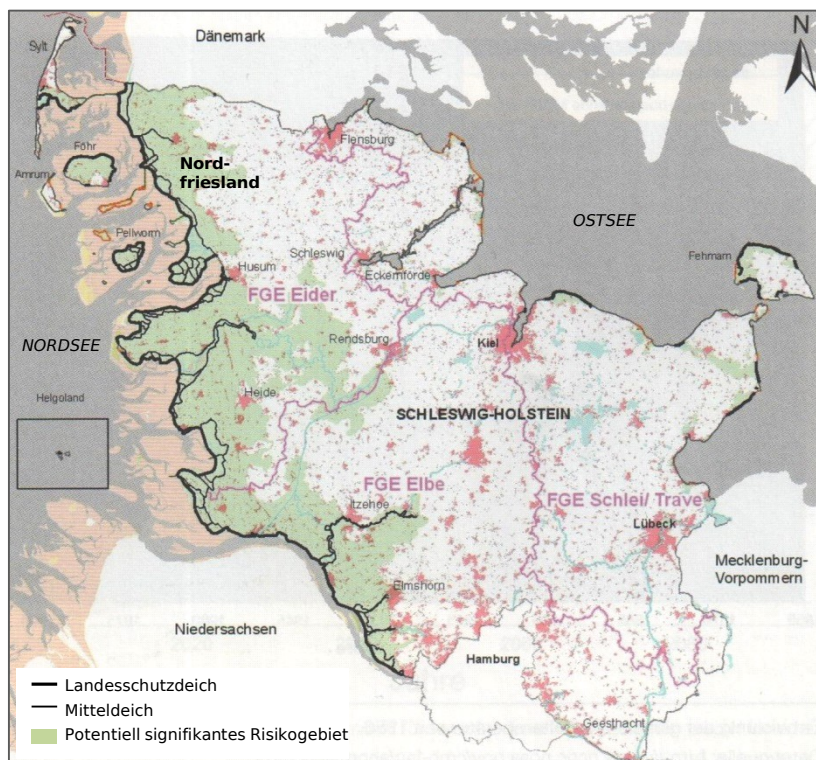 N
Dänemark
Sylt
Föhr
Amrum
Nord-
friesland
Flensburg
Pellworm
OSTSEE
Schleswig
Eckernförde
Fehmarn
Husum
FGE Eider
NORDSEE
Rendsburg
Kiel
Helgoland
Heide
SCHLESWIG-HOLSTEIN
FGE Elbe
FGE Schlei/ Trave
Itzehoe
Lübeck
Mecklenburg-
Vorpommern
Elmshorn
Niedersachsen
Hamburg
Geesthacht
Landesschutzdeich
Mitteldeich
Potentiell signifikantes Risikogebiet